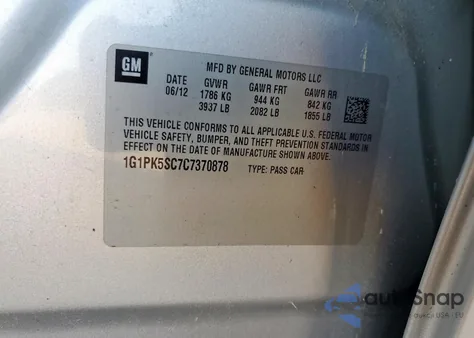 GM
MFD BY GENERAL MOTORS LLC
DATE GVWR GAWR FRT GAWR RR
06/12 1786 KG 944 KG 842 KG
3937 LB 2082 LB 1855 LB
THIS VEHICLE CONFORMS TO ALL APPLICABLE U.S. FEDERAL MOTOR
VEHICLE SAFETY, BUMPER, AND THEFT PREVENTION STANDARDS
IN EFFECT ON THE DATE OF MANUFACTURE SHOWN ABOVE.
1G1PK5SC7C7370878 TYPE: PASS CAR
autoSnap
USA - EU